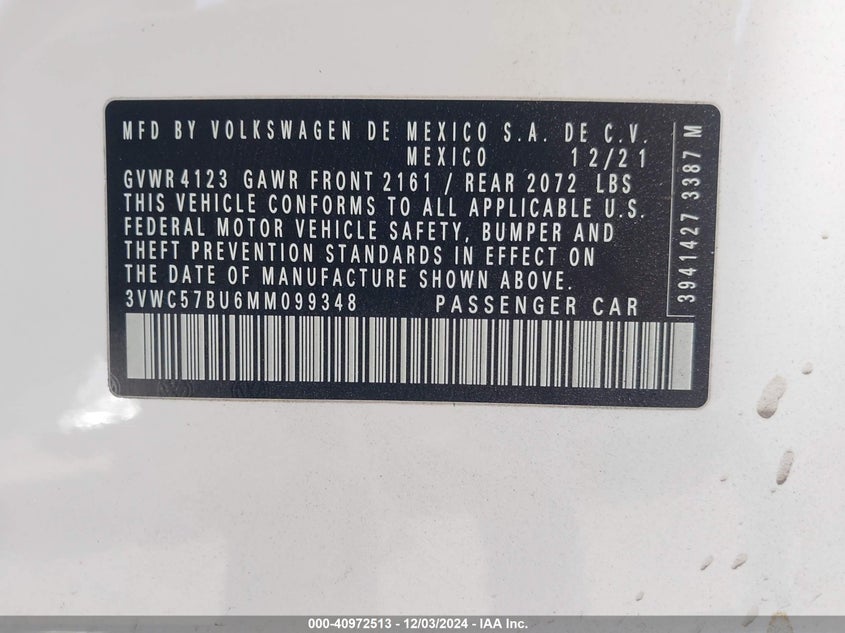 MFD BY VOLKSWAGEN DE MEXICO S.A. DE C.V.
MEXICO 12/21
GVWR 4123 GAWR FRONT 2161 / REAR 2072 LBS
THIS VEHICLE CONFORMS TO ALL APPLICABLE U.S.
FEDERAL MOTOR VEHICLE SAFETY, BUMPER AND
THEFT PREVENTION STANDARDS IN EFFECT ON
THE DATE OF MANUFACTURE SHOWN ABOVE.
3VWC57BU6MM099348 PASSENGER CAR
3941427 3387 M
000-40972513 - 12/03/2024 - IAA Inc.